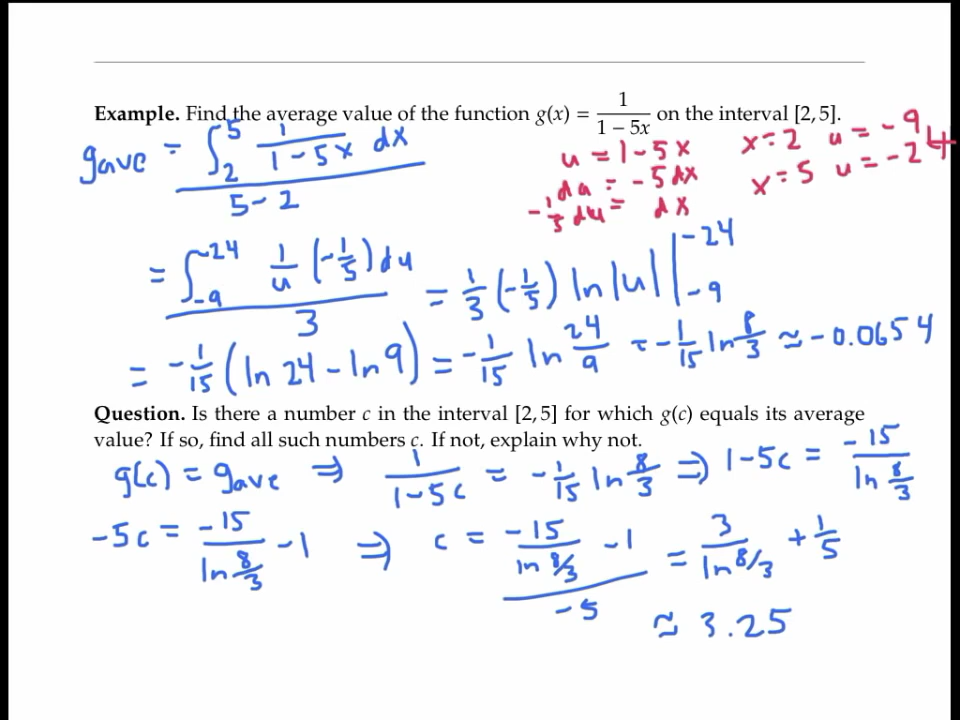 Example. Find the average value of the function g(x) = 1/(1 − 5x) on the interval [2, 5].
g_ave = (∫_2^5 1/(1-5x) dx)/(5-2)
u = 1-5x
du = -5dx
-1/5 du = dx
x=2 u = -9
x=5 u = -24
= (∫_{-9}^{-24} 1/u (-1/5) du)/3 = 1/3 (-1/5) ln|u| |_{-9}^{-24}
= -1/15 (ln 24 - ln 9) = -1/15 ln 24/9 = -1/15 ln 8/3 ≈ -0.0654
Question. Is there a number c in the interval [2, 5] for which g(c) equals its average
value? If so, find all such numbers c. If not, explain why not.
g(c) = g_ave ⇒ 1/(1-5c) = -1/15 ln 8/3 ⇒ 1-5c = -15/(ln 8/3)
-5c = -15/(ln 8/3) - 1 ⇒ c = (-15/(ln 8/3) - 1)/-5 = 3/(ln 8/3) + 1/5
≈ 3.25